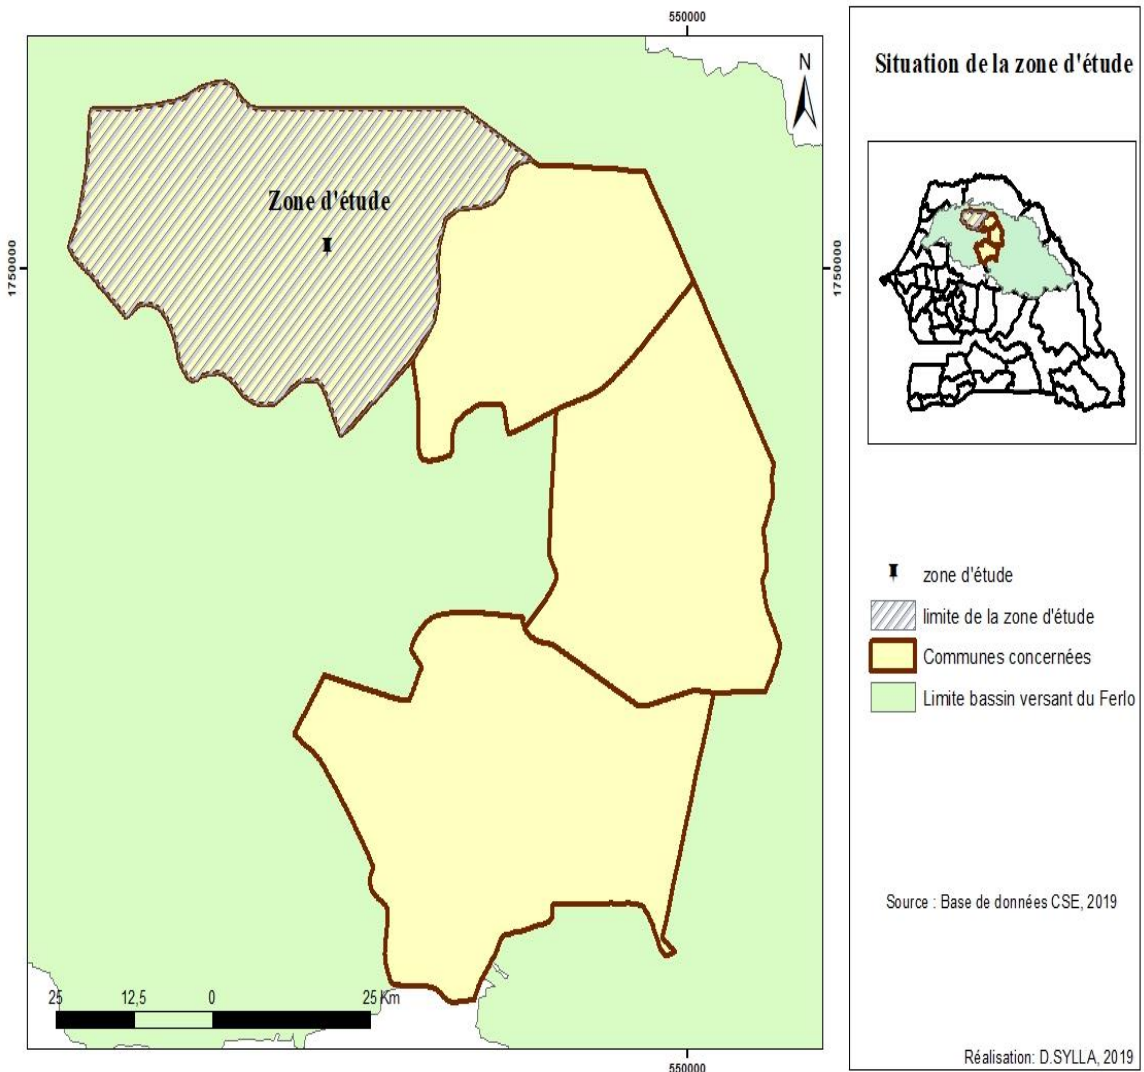 550000
N
1750000
1750000
Zone d'étude
25 12,5 0 25 Km
550000
Situation de la zone d'étude
zone d'étude
limite de la zone d'étude
Communes concernées
Limite bassin versant du Ferlo
Source : Base de données CSE, 2019
Réalisation: D.SYLLA, 2019